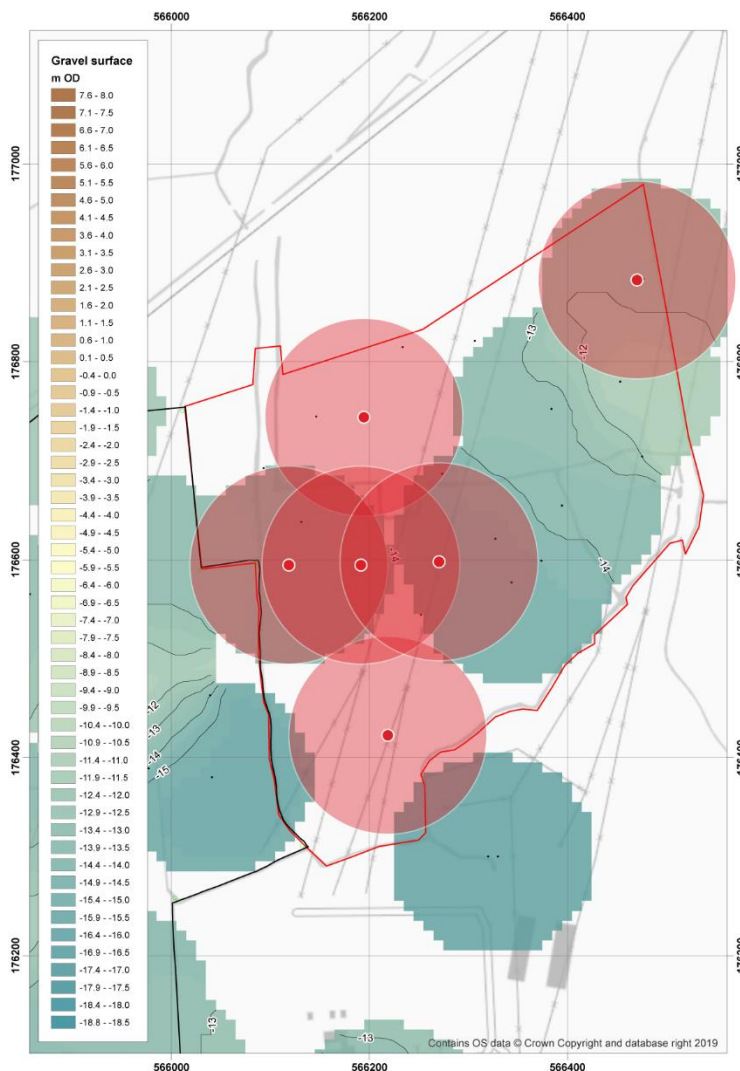 566000 566200 566400
Gravel surface
m OD
7.6 - 8.0
7.1 - 7.5
6.6 - 7.0
6.1 - 6.5
5.6 - 6.0
5.1 - 5.5
4.6 - 5.0
4.1 - 4.5
3.6 - 4.0
3.1 - 3.5
2.6 - 3.0
2.1 - 2.5
1.6 - 2.0
1.1 - 1.5
0.6 - 1.0
0.1 - 0.5
-0.4 - 0.0
-0.9 - -0.5
-1.4 - -1.0
-1.9 - -1.5
-2.4 - -2.0
-2.9 - -2.5
-3.4 - -3.0
-3.9 - -3.5
-4.4 - -4.0
-4.9 - -4.5
-5.4 - -5.0
-5.9 - -5.5
-6.4 - -6.0
-6.9 - -6.5
-7.4 - -7.0
-7.9 - -7.5
-8.4 - -8.0
-8.9 - -8.5
-9.4 - -9.0
-9.9 - -9.5
-10.4 - -10.0
-10.9 - -10.5
-11.4 - -11.0
-11.9 - -11.5
-12.4 - -12.0
-12.9 - -12.5
-13.4 - -13.0
-13.9 - -13.5
-14.4 - -14.0
-14.9 - -14.5
-15.4 - -15.0
-15.9 - -15.5
-16.4 - -16.0
-16.9 - -16.5
-17.4 - -17.0
-17.9 - -17.5
-18.4 - -18.0
-18.8 - -18.5
177000
177000
176800
176800
176600
176600
176400
176400
176200
176200
-13
-12
-14
-14
-12
-13
-14
-15
-13
-13
Contains OS data © Crown Copyright and database right 2019
566000 566200 566400